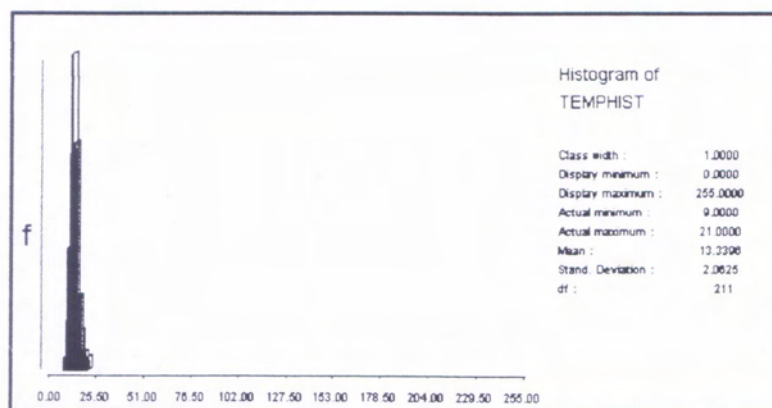 Histogram of
TEMPHIST
Class width : 1.0000
Display minimum : 0.0000
Display maximum : 255.0000
Actual minimum : 9.0000
Actual maximum : 21.0000
Mean : 13.3396
Stand. Deviation : 2.0625
df : 211
f
0.00 25.50 51.00 76.50 102.00 127.50 153.00 178.50 204.00 229.50 255.00